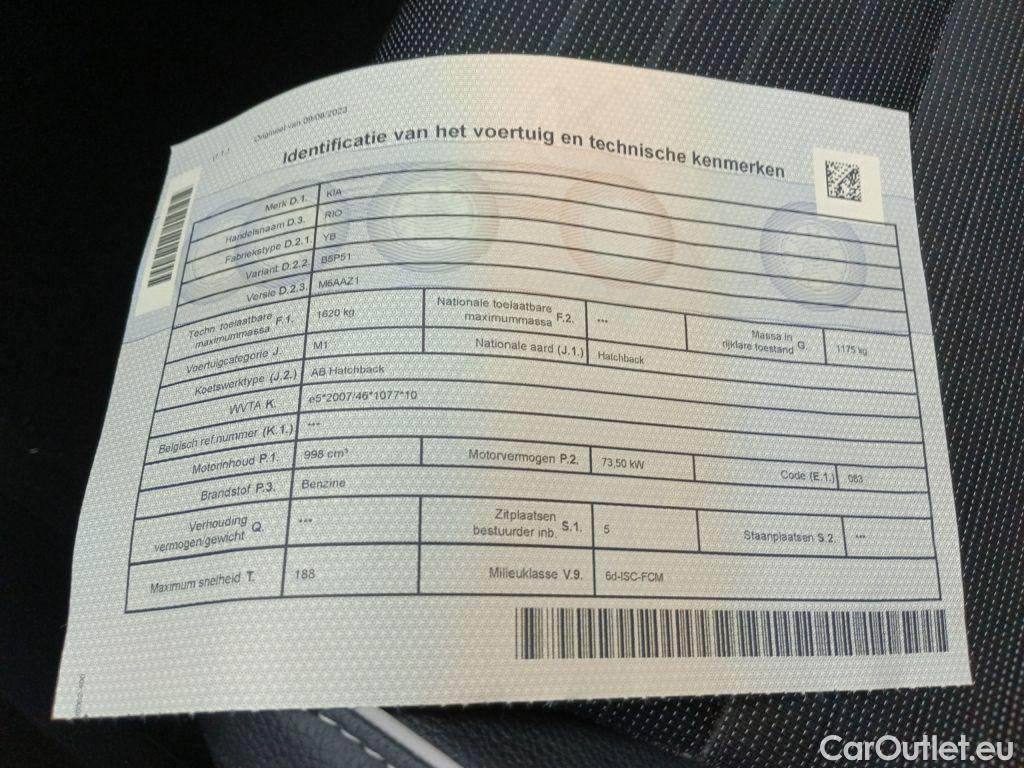 (7.1.)
Origineel van 09/08/2023
Identificatie van het voertuig en technische kenmerken
Merk D.1. KIA
Handelsnaam D.3. RIO
Fabriekstype D.2.1. YB
Variant D.2.2. B5P51
Versie D.2.3. M6AAZ1
Techn. toelaatbare maximummassa F.1. 1620 kg Nationale toelaatbare maximummassa F.2. *** Massa in rijklare toestand G. 1175 kg
Voertuigcategorie J. M1 Nationale aard (J.1.) Hatchback
Koetswerktype (J.2.) AB Hatchback
WVTA K. e5*2007/46*1077*10
Belgisch ref.nummer (K.1.) ***
Motorinhoud P.1. 998 cm³ Motorvermogen P.2. 73,50 kW Code (E.1.) 063
Brandstof P.3. Benzine
Verhouding vermogen/gewicht Q. *** Zitplaatsen bestuurder inb. S.1. 5 Staanplaatsen S.2. ***
Maximum snelheid T. 188 Milieuklasse V.9. 6d-ISC-FCM
CarOutlet.eu